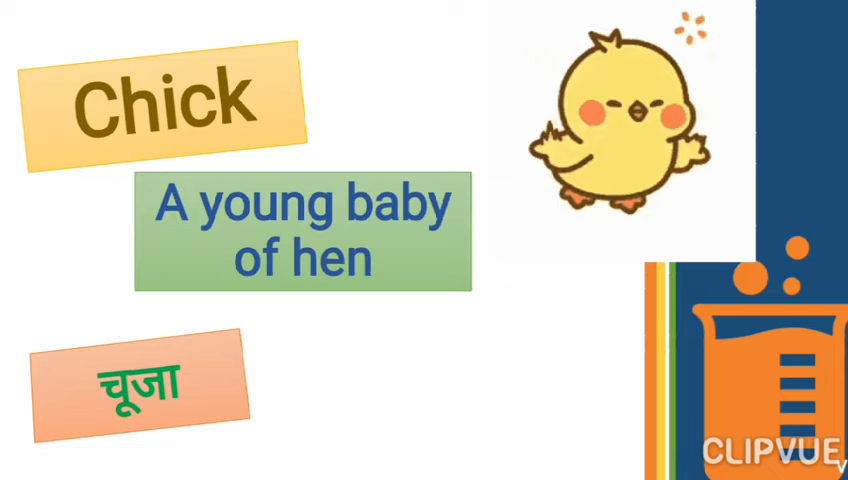 Chick
A young baby
of hen
चूजा
CLIPVUE